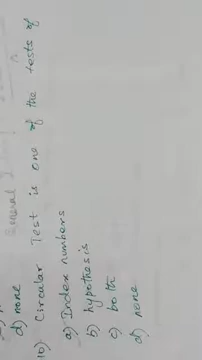 d) none
10) Circular Test is one of the tests of
a) Index numbers
b) hypothesis
c) both
d) none